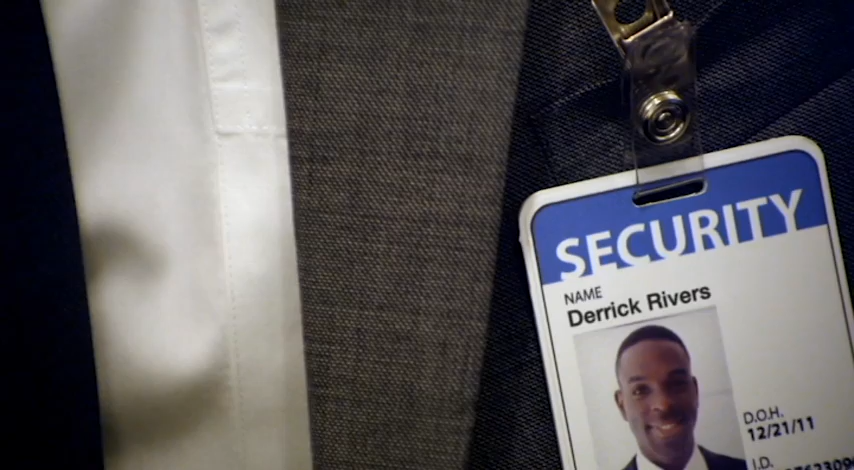 SECURITY
NAME
Derrick Rivers
D.O.H.
12/21/11
I.D.